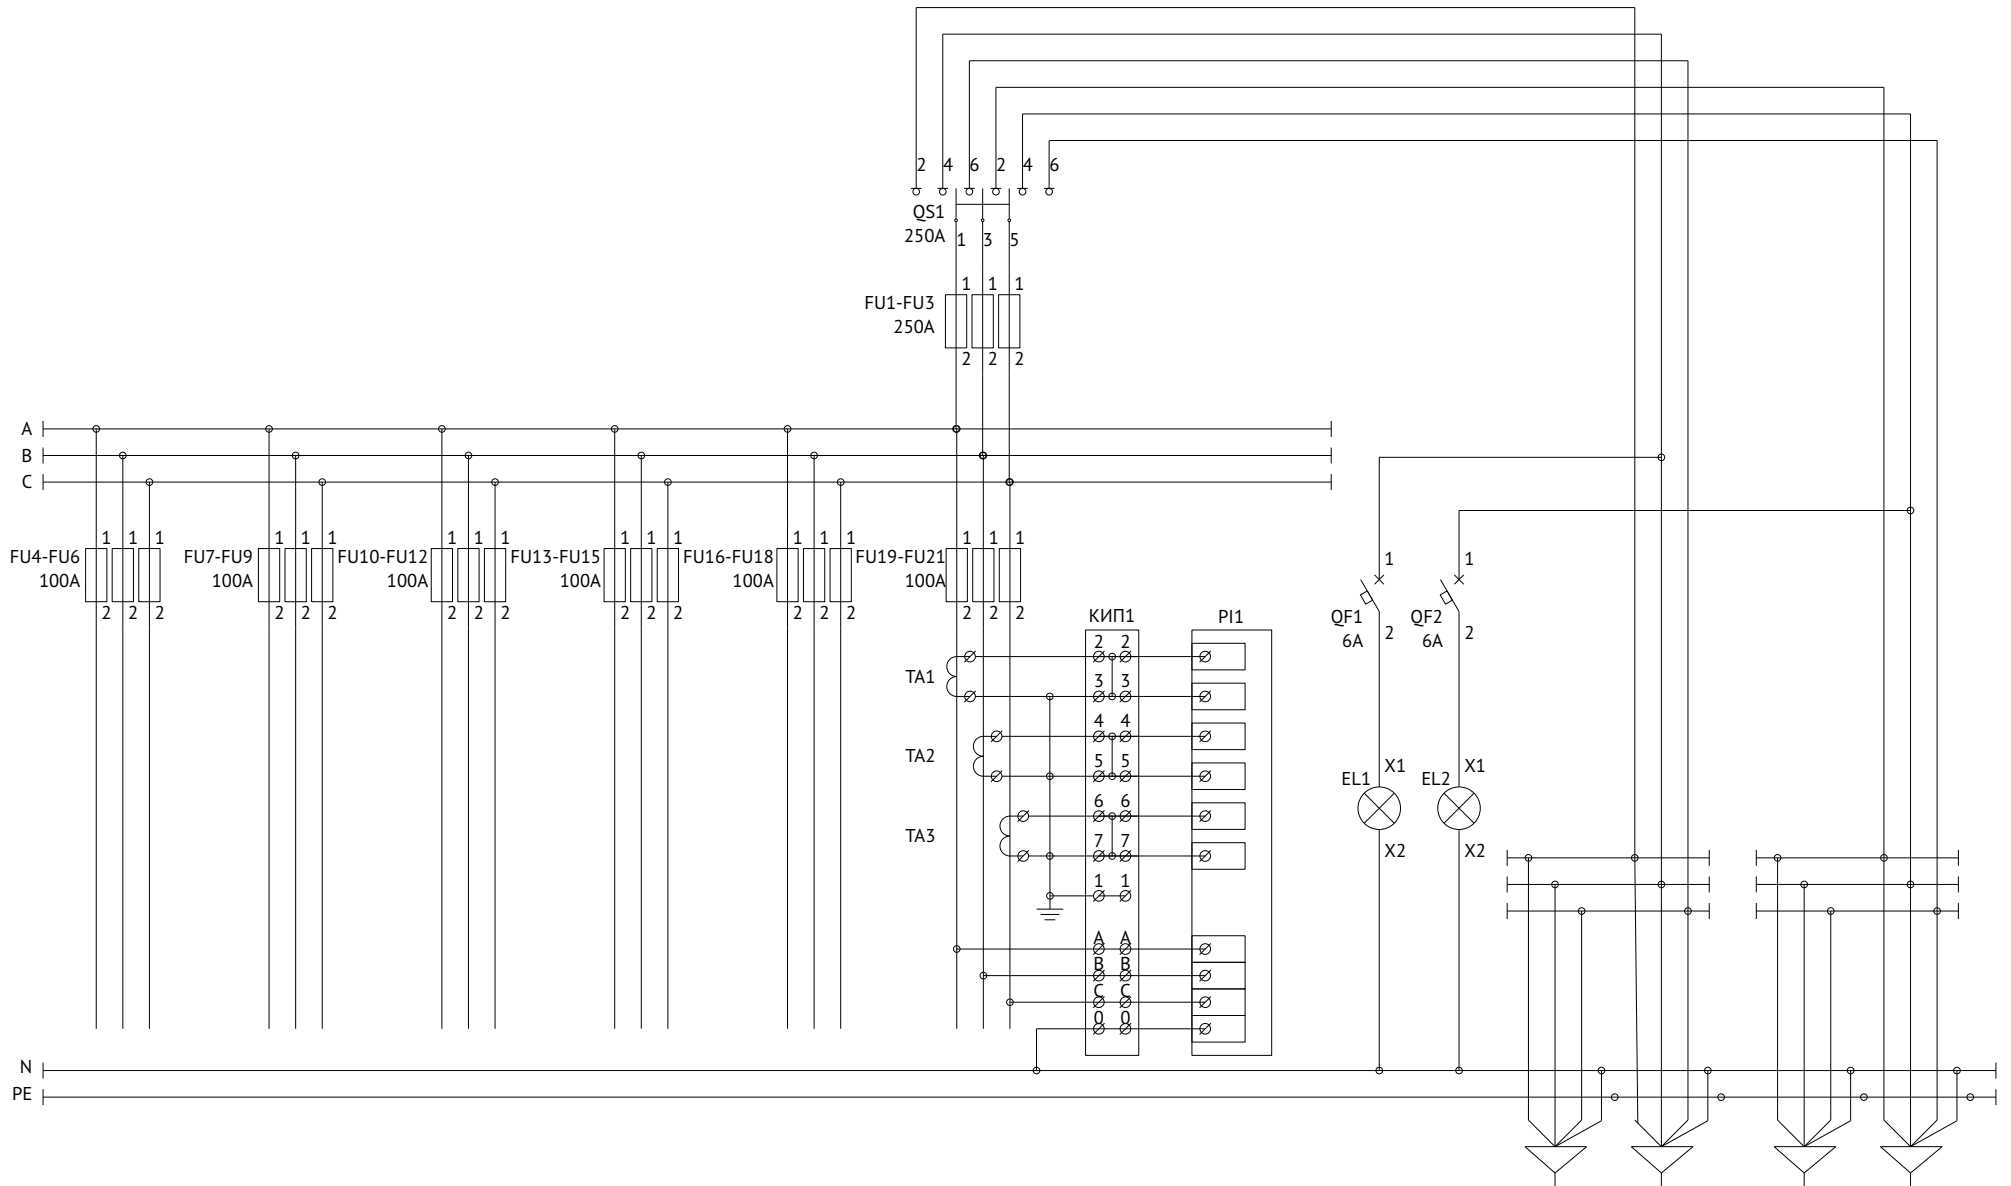 2 4 6 2 4 6
QS1
250A
1 3 5
1 1 1
FU1-FU3
250A
2 2 2
A
B
C
1 1 1 1 1 1 1 1 1 1 1 1 1 1 1 1 1 1
FU4-FU6 FU7-FU9 FU10-FU12 FU13-FU15 FU16-FU18 FU19-FU21
100A 100A 100A 100A 100A 100A
2 2 2 2 2 2 2 2 2 2 2 2 2 2 2 2 2 2
1 1
QF1 QF2
6A 6A
2 2
КИП1 PI1
2 2
TA1
3 3
4 4
TA2
5 5
6 6
TA3
7 7
1 1
A A
B B
C C
0 0
X1 X1
EL1 EL2
X2 X2
N
PE